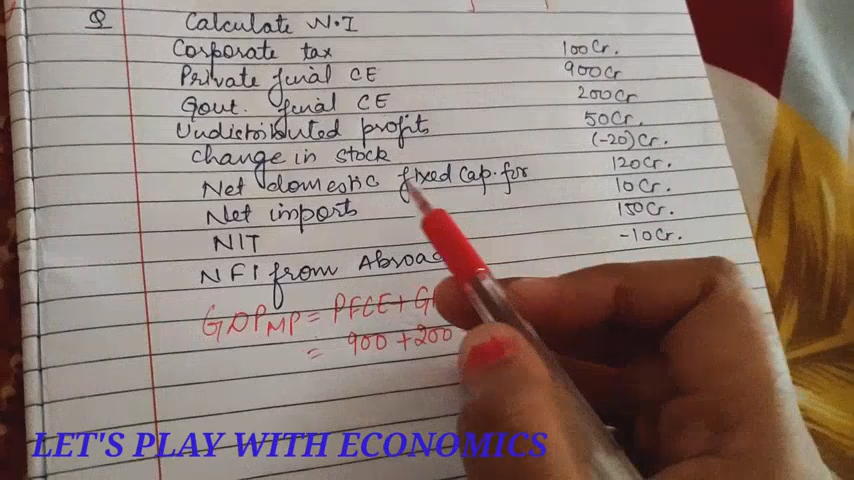 Q Calculate N.I
Corporate tax 100Cr.
Private final CE 900Cr
Govt. final CE 200Cr
Undistributed profits 50Cr.
Change in stock (-20)Cr.
Net domestic fixed cap. for 120Cr.
Net imports 10Cr.
NIT 150Cr.
NFI from Abroad -10Cr.
GDPMP = PFCE + G
= 900 + 200
LET'S PLAY WITH ECONOMICS